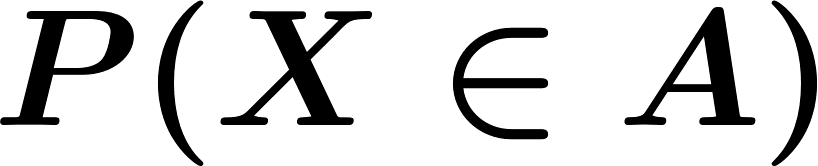 P(X ∈ A)